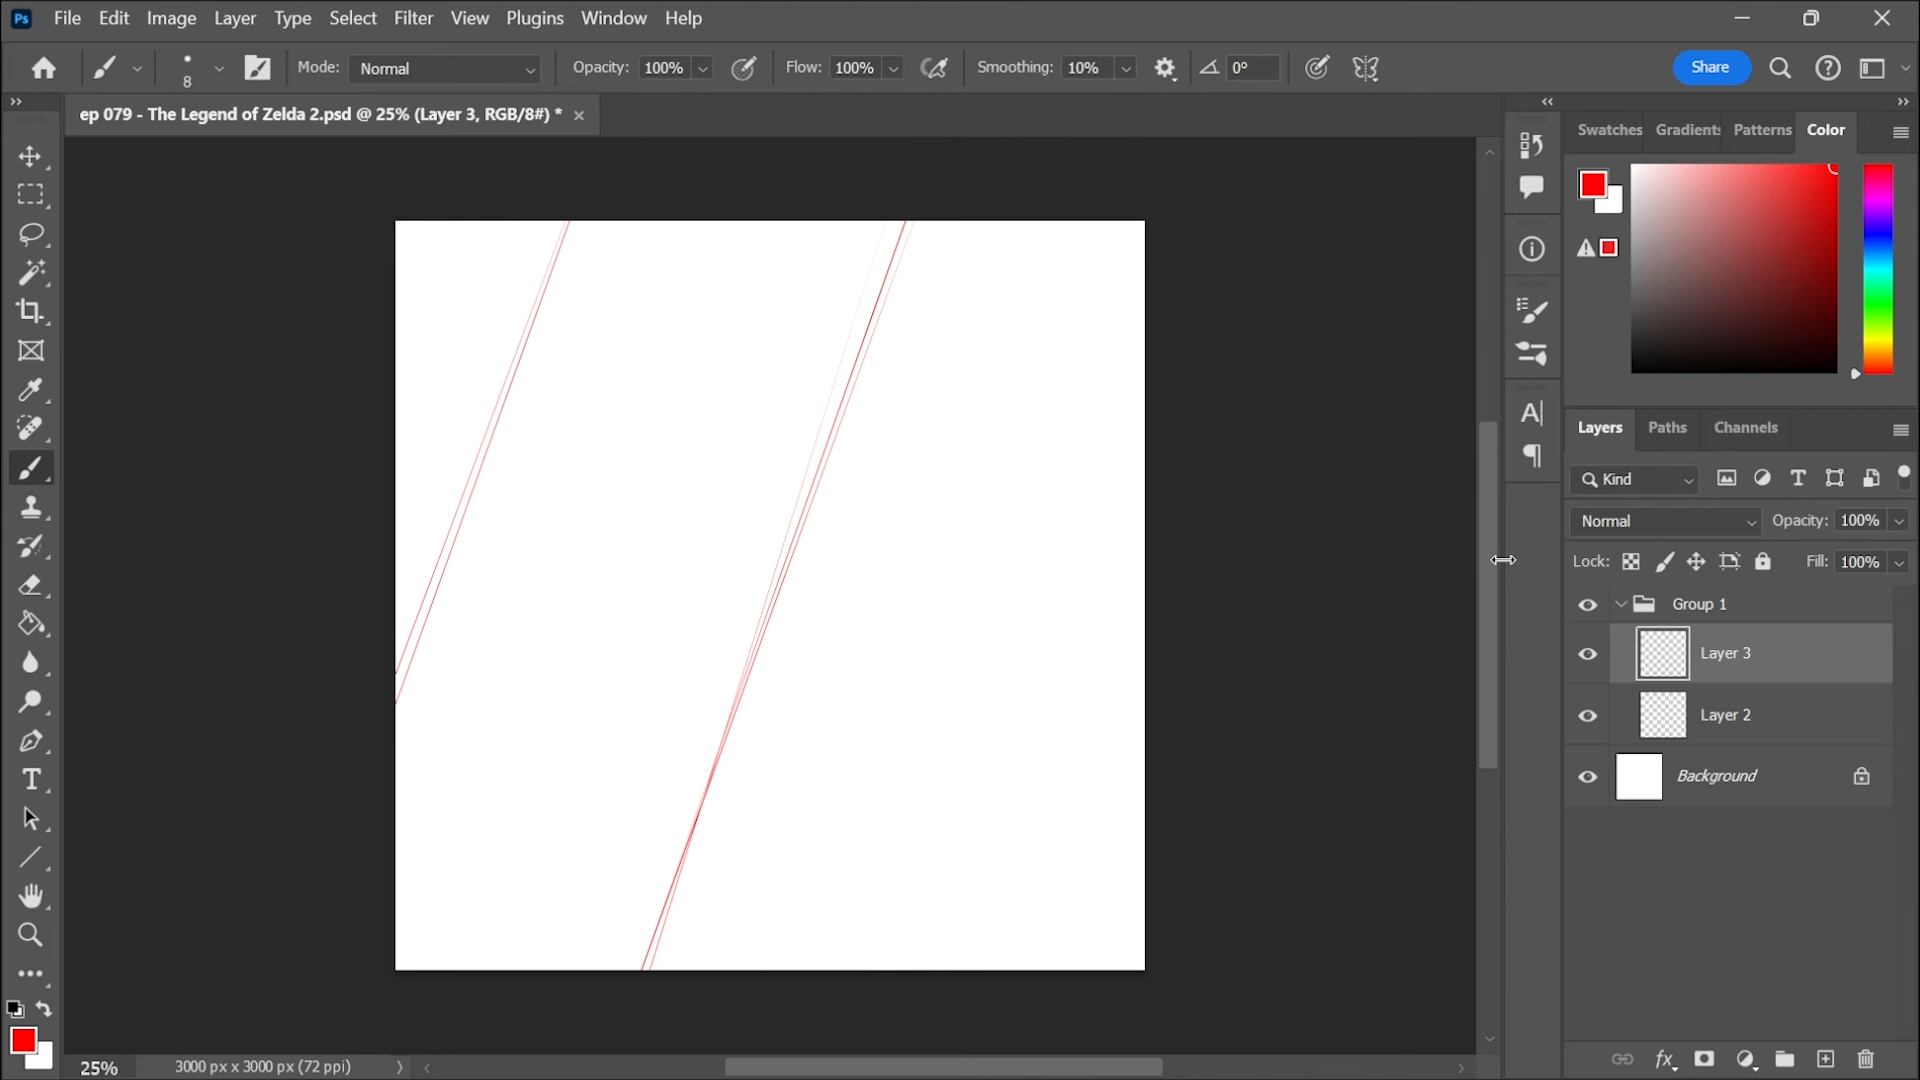 Ps File Edit Image Layer Type Select Filter View Plugins Window Help
8 Mode: Normal Opacity: 100% Flow: 100% Smoothing: 10% 0° Share
ep 079 - The Legend of Zelda 2.psd @ 25% (Layer 3, RGB/8#) *
Swatches Gradients Patterns Color
Layers Paths Channels
Kind
Normal Opacity: 100%
Lock: Fill: 100%
Group 1
Layer 3
Layer 2
Background
25% 3000 px x 3000 px (72 ppi)